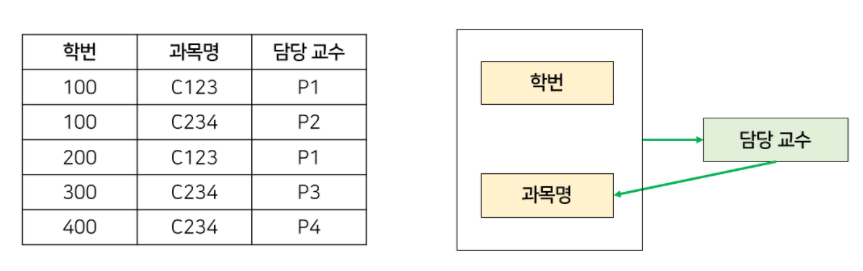 학번 과목명 담당 교수
100 C123 P1
100 C234 P2
200 C123 P1
300 C234 P3
400 C234 P4
학번
담당 교수
과목명